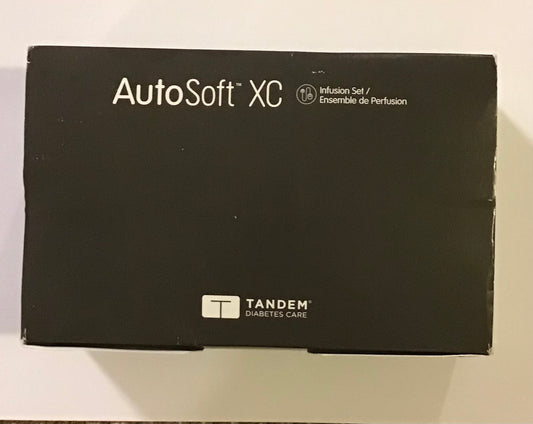 AutoSoft™ XC
Infusion Set /
Ensemble de Perfusion
T TANDEM®
DIABETES CARE